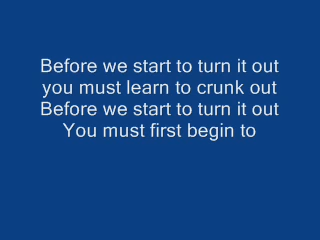 Before we start to turn it out
you must learn to crunk out
Before we start to turn it out
You must first begin to